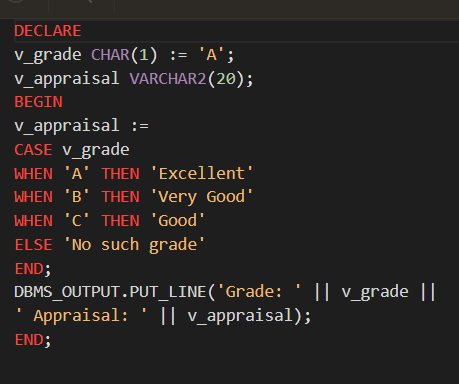 DECLARE
v_grade CHAR(1) := 'A';
v_appraisal VARCHAR2(20);
BEGIN
v_appraisal :=
CASE v_grade
WHEN 'A' THEN 'Excellent'
WHEN 'B' THEN 'Very Good'
WHEN 'C' THEN 'Good'
ELSE 'No such grade'
END;
DBMS_OUTPUT.PUT_LINE('Grade: ' || v_grade ||
' Appraisal: ' || v_appraisal);
END;